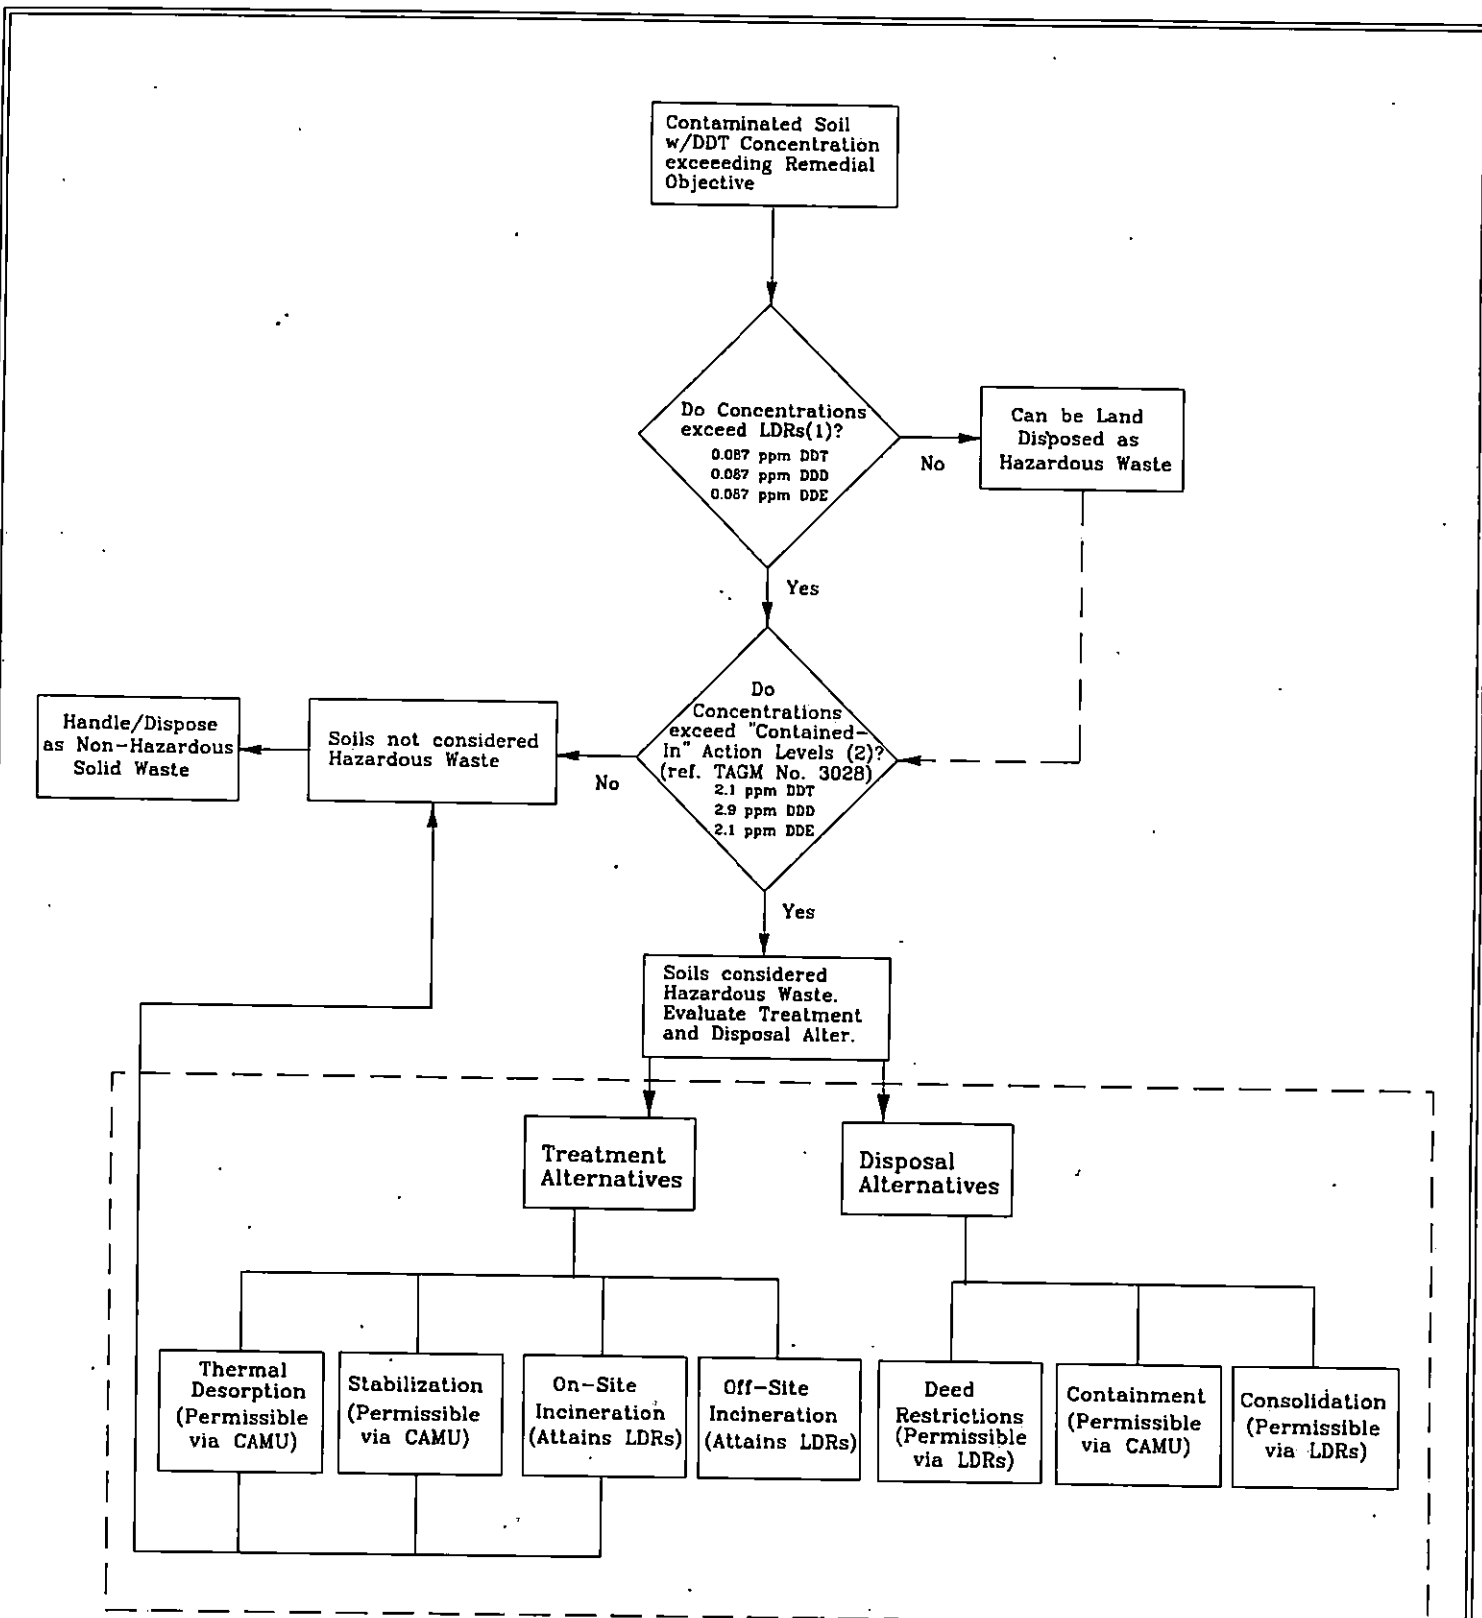 Contaminated Soil
w/DDT Concentration
exceeeding Remedial
Objective
Do Concentrations
exceed LDRs(1)?
0.087 ppm DDT
0.087 ppm DDD
0.087 ppm DDE
No
Can be Land
Disposed as
Hazardous Waste
Yes
Do
Concentrations
exceed "Contained-
In" Action Levels (2)?
(ref. TAGM No. 3028)
2.1 ppm DDT
2.9 ppm DDD
2.1 ppm DDE
No
Soils not considered
Hazardous Waste
Handle/Dispose
as Non-Hazardous
Solid Waste
Yes
Soils considered
Hazardous Waste.
Evaluate Treatment
and Disposal Alter.
Treatment
Alternatives
Disposal
Alternatives
Thermal
Desorption
(Permissible
via CAMU)
Stabilization
(Permissible
via CAMU)
On-Site
Incineration
(Attains LDRs)
Off-Site
Incineration
(Attains LDRs)
Deed
Restrictions
(Permissible
via LDRs)
Containment
(Permissible
via CAMU)
Consolidation
(Permissible
via LDRs)